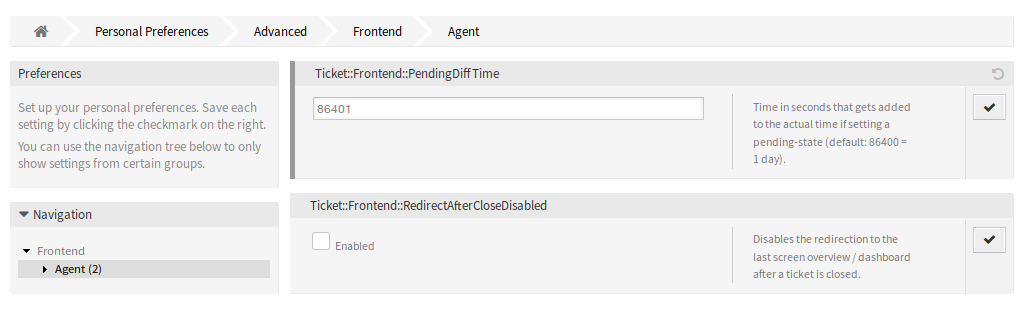 Personal Preferences
Advanced
Frontend
Agent
Preferences
Set up your personal preferences. Save each
setting by clicking the checkmark on the right.
You can use the navigation tree below to only
show settings from certain groups.
Navigation
Frontend
Agent (2)
Ticket::Frontend::PendingDiffTime
86401
Time in seconds that gets added
to the actual time if setting a
pending-state (default: 86400 =
1 day).
Ticket::Frontend::RedirectAfterCloseDisabled
Enabled
Disables the redirection to the
last screen overview / dashboard
after a ticket is closed.